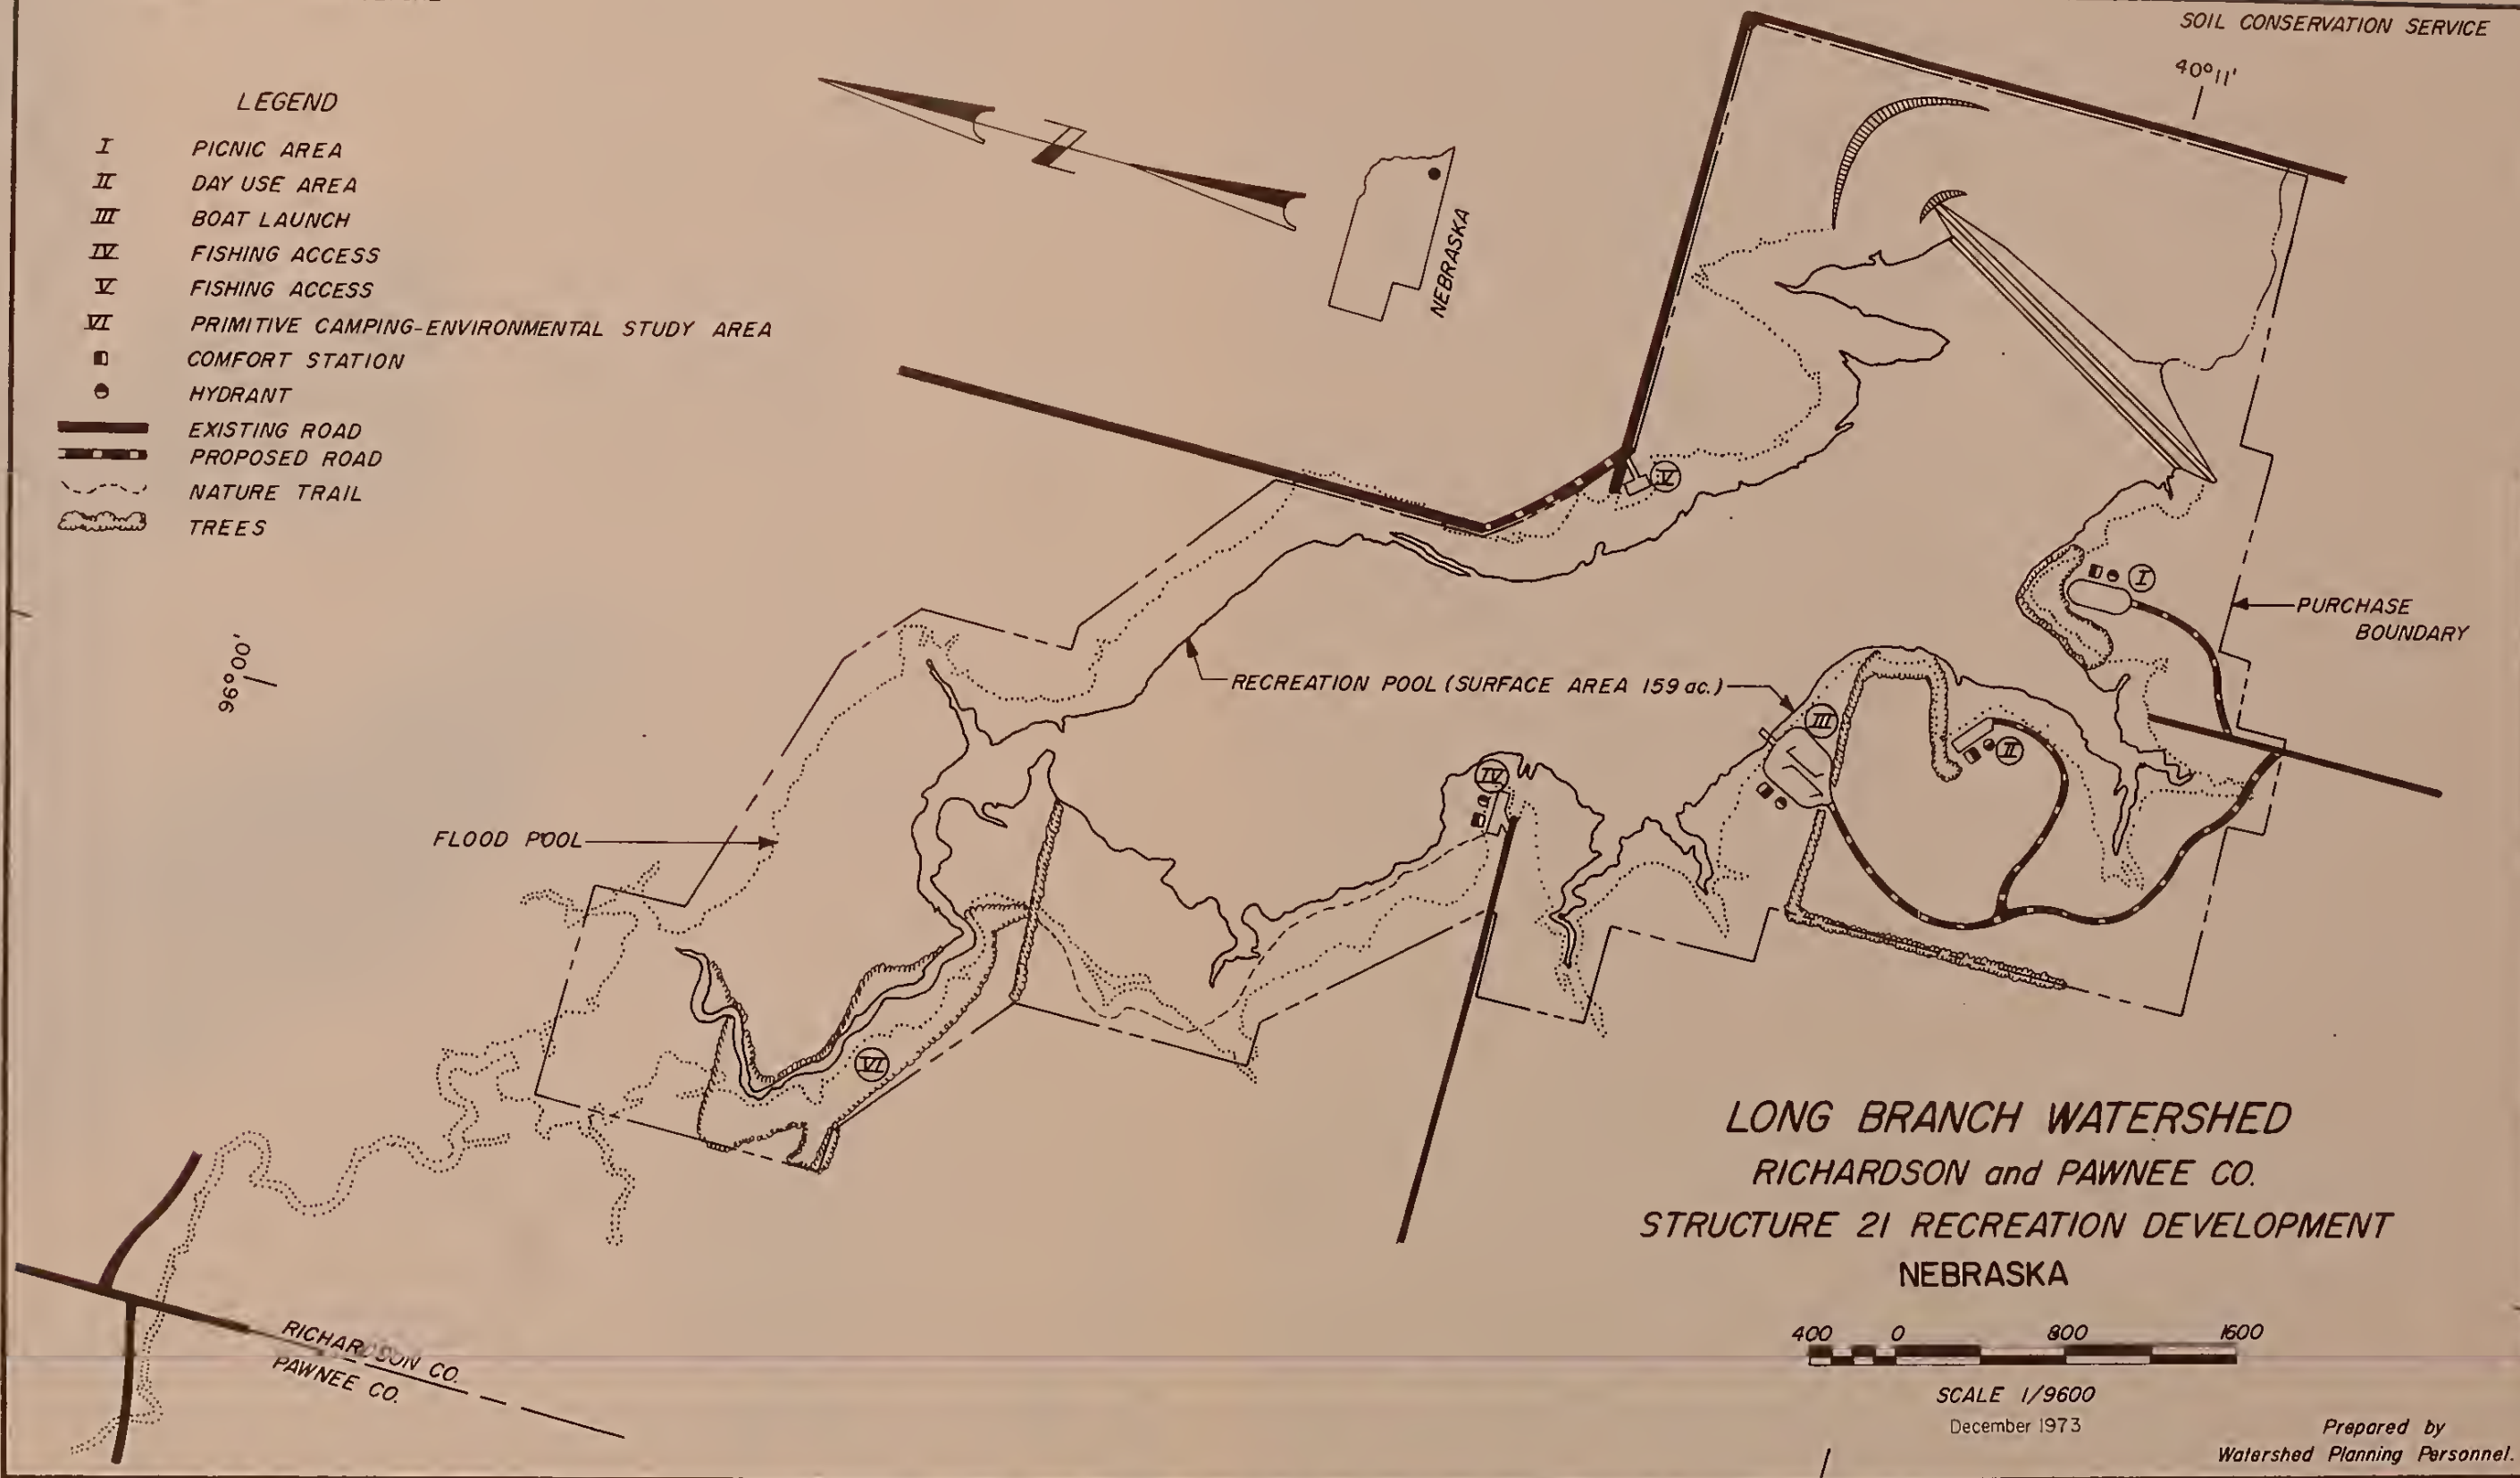 SOIL CONSERVATION SERVICE
40°11'
LEGEND
I PICNIC AREA
II DAY USE AREA
III BOAT LAUNCH
IV FISHING ACCESS
V FISHING ACCESS
VI PRIMITIVE CAMPING-ENVIRONMENTAL STUDY AREA
COMFORT STATION
HYDRANT
EXISTING ROAD
PROPOSED ROAD
NATURE TRAIL
TREES
N
NEBRASKA
V
I
PURCHASE
BOUNDARY
96°00'
RECREATION POOL (SURFACE AREA 159 ac.)
III
II
IV
FLOOD POOL
VI
RICHARDSON CO.
PAWNEE CO.
LONG BRANCH WATERSHED
RICHARDSON and PAWNEE CO.
STRUCTURE 21 RECREATION DEVELOPMENT
NEBRASKA
400 0 800 1600
SCALE 1/9600
December 1973
Prepared by
Watershed Planning Personnel.